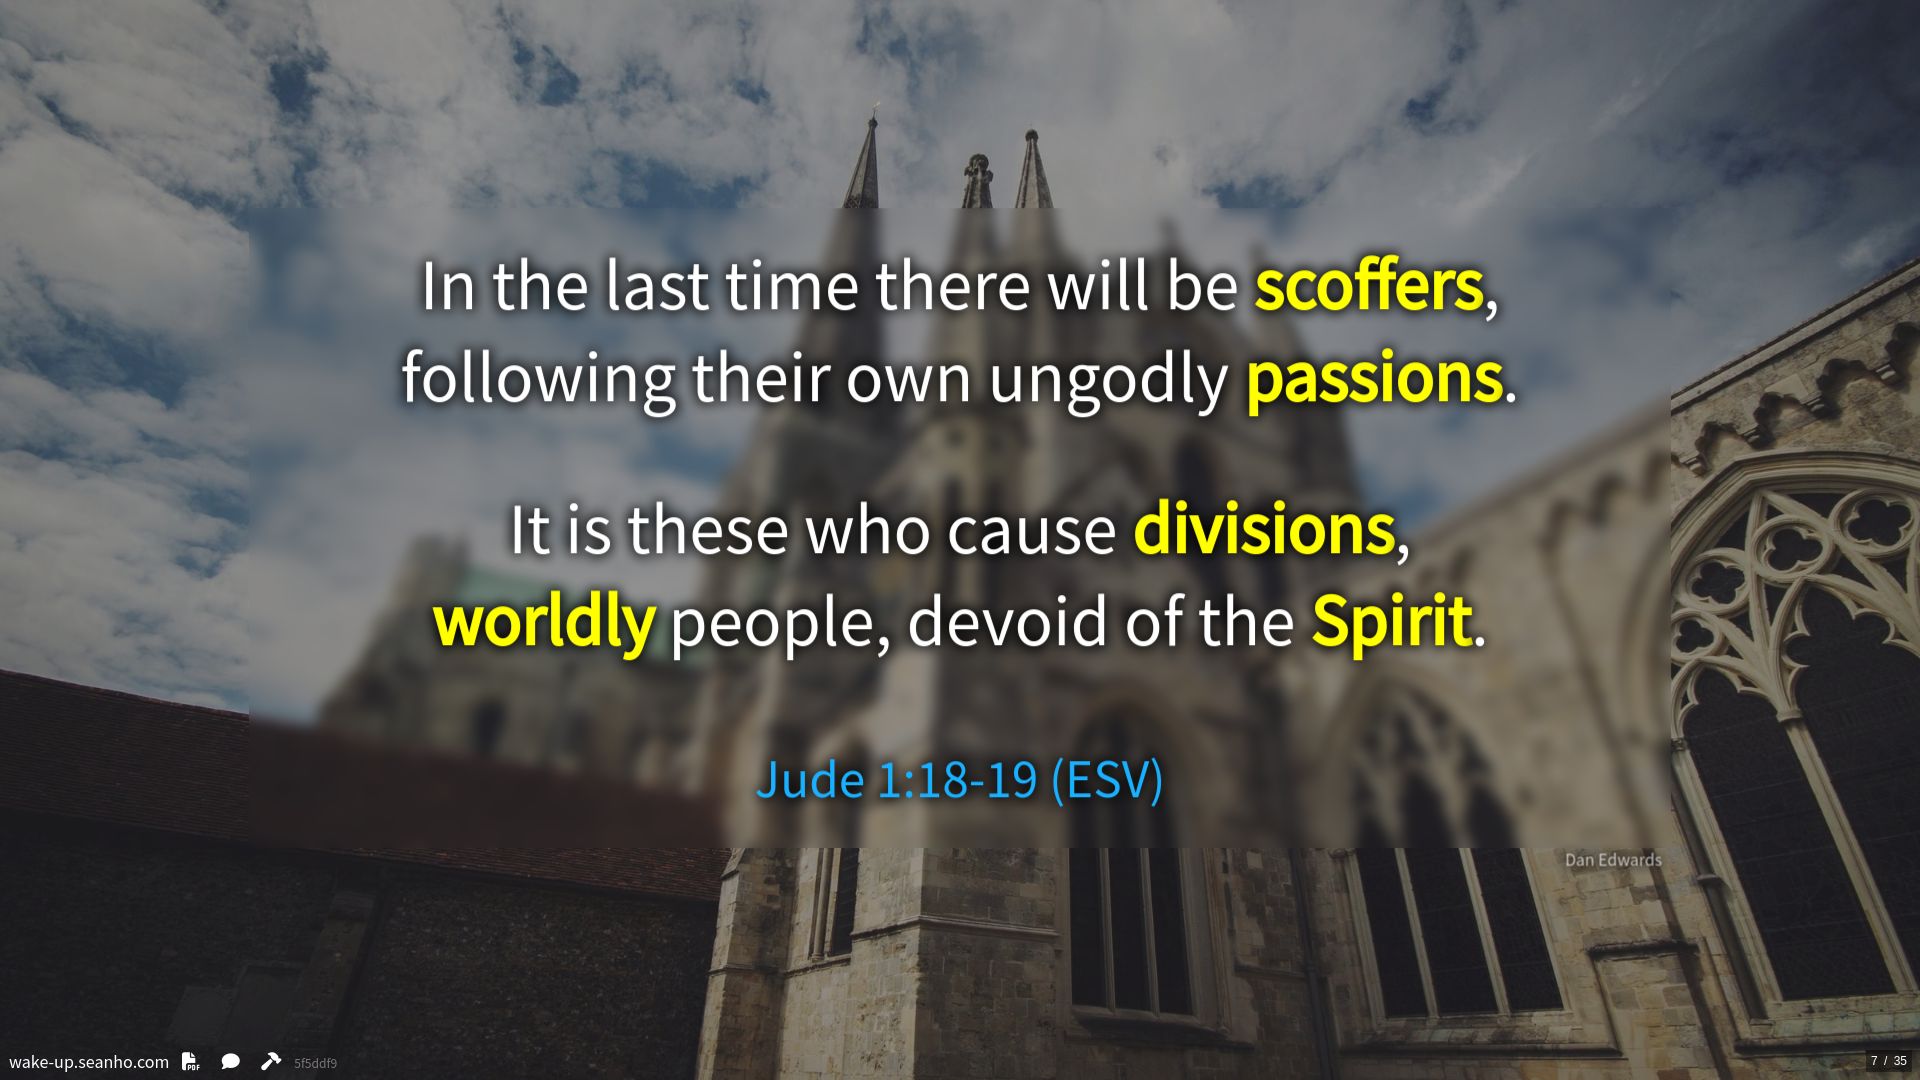 In the last time there will be scoffers,
following their own ungodly passions.
It is these who cause divisions,
worldly people, devoid of the Spirit.
Jude 1:18-19 (ESV)
Dan Edwards
wake-up.seanho.com PDF 5f5ddf9
7 / 35